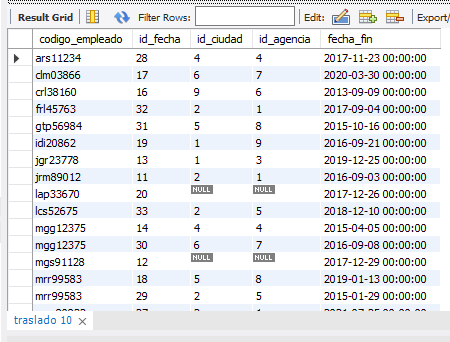 Result Grid Filter Rows: Edit: Export/
codigo_empleado id_fecha id_ciudad id_agencia fecha_fin
ars11234 28 4 4 2017-11-23 00:00:00
clm03866 17 6 7 2020-03-30 00:00:00
crl38160 16 9 6 2013-09-09 00:00:00
frl45763 32 2 1 2017-09-04 00:00:00
gtp56984 31 5 8 2015-10-16 00:00:00
idi20862 19 1 9 2016-09-21 00:00:00
jgr23778 13 1 3 2019-12-25 00:00:00
jrm89012 11 2 1 2016-09-03 00:00:00
lap33670 20 NULL NULL 2017-12-26 00:00:00
lcs52675 33 2 5 2018-12-10 00:00:00
mgg12375 14 4 4 2015-04-05 00:00:00
mgg12375 30 6 7 2016-09-08 00:00:00
mgs91128 12 NULL NULL 2017-12-29 00:00:00
mrr99583 18 5 8 2019-01-13 00:00:00
mrr99583 29 2 5 2015-01-29 00:00:00
traslado 10